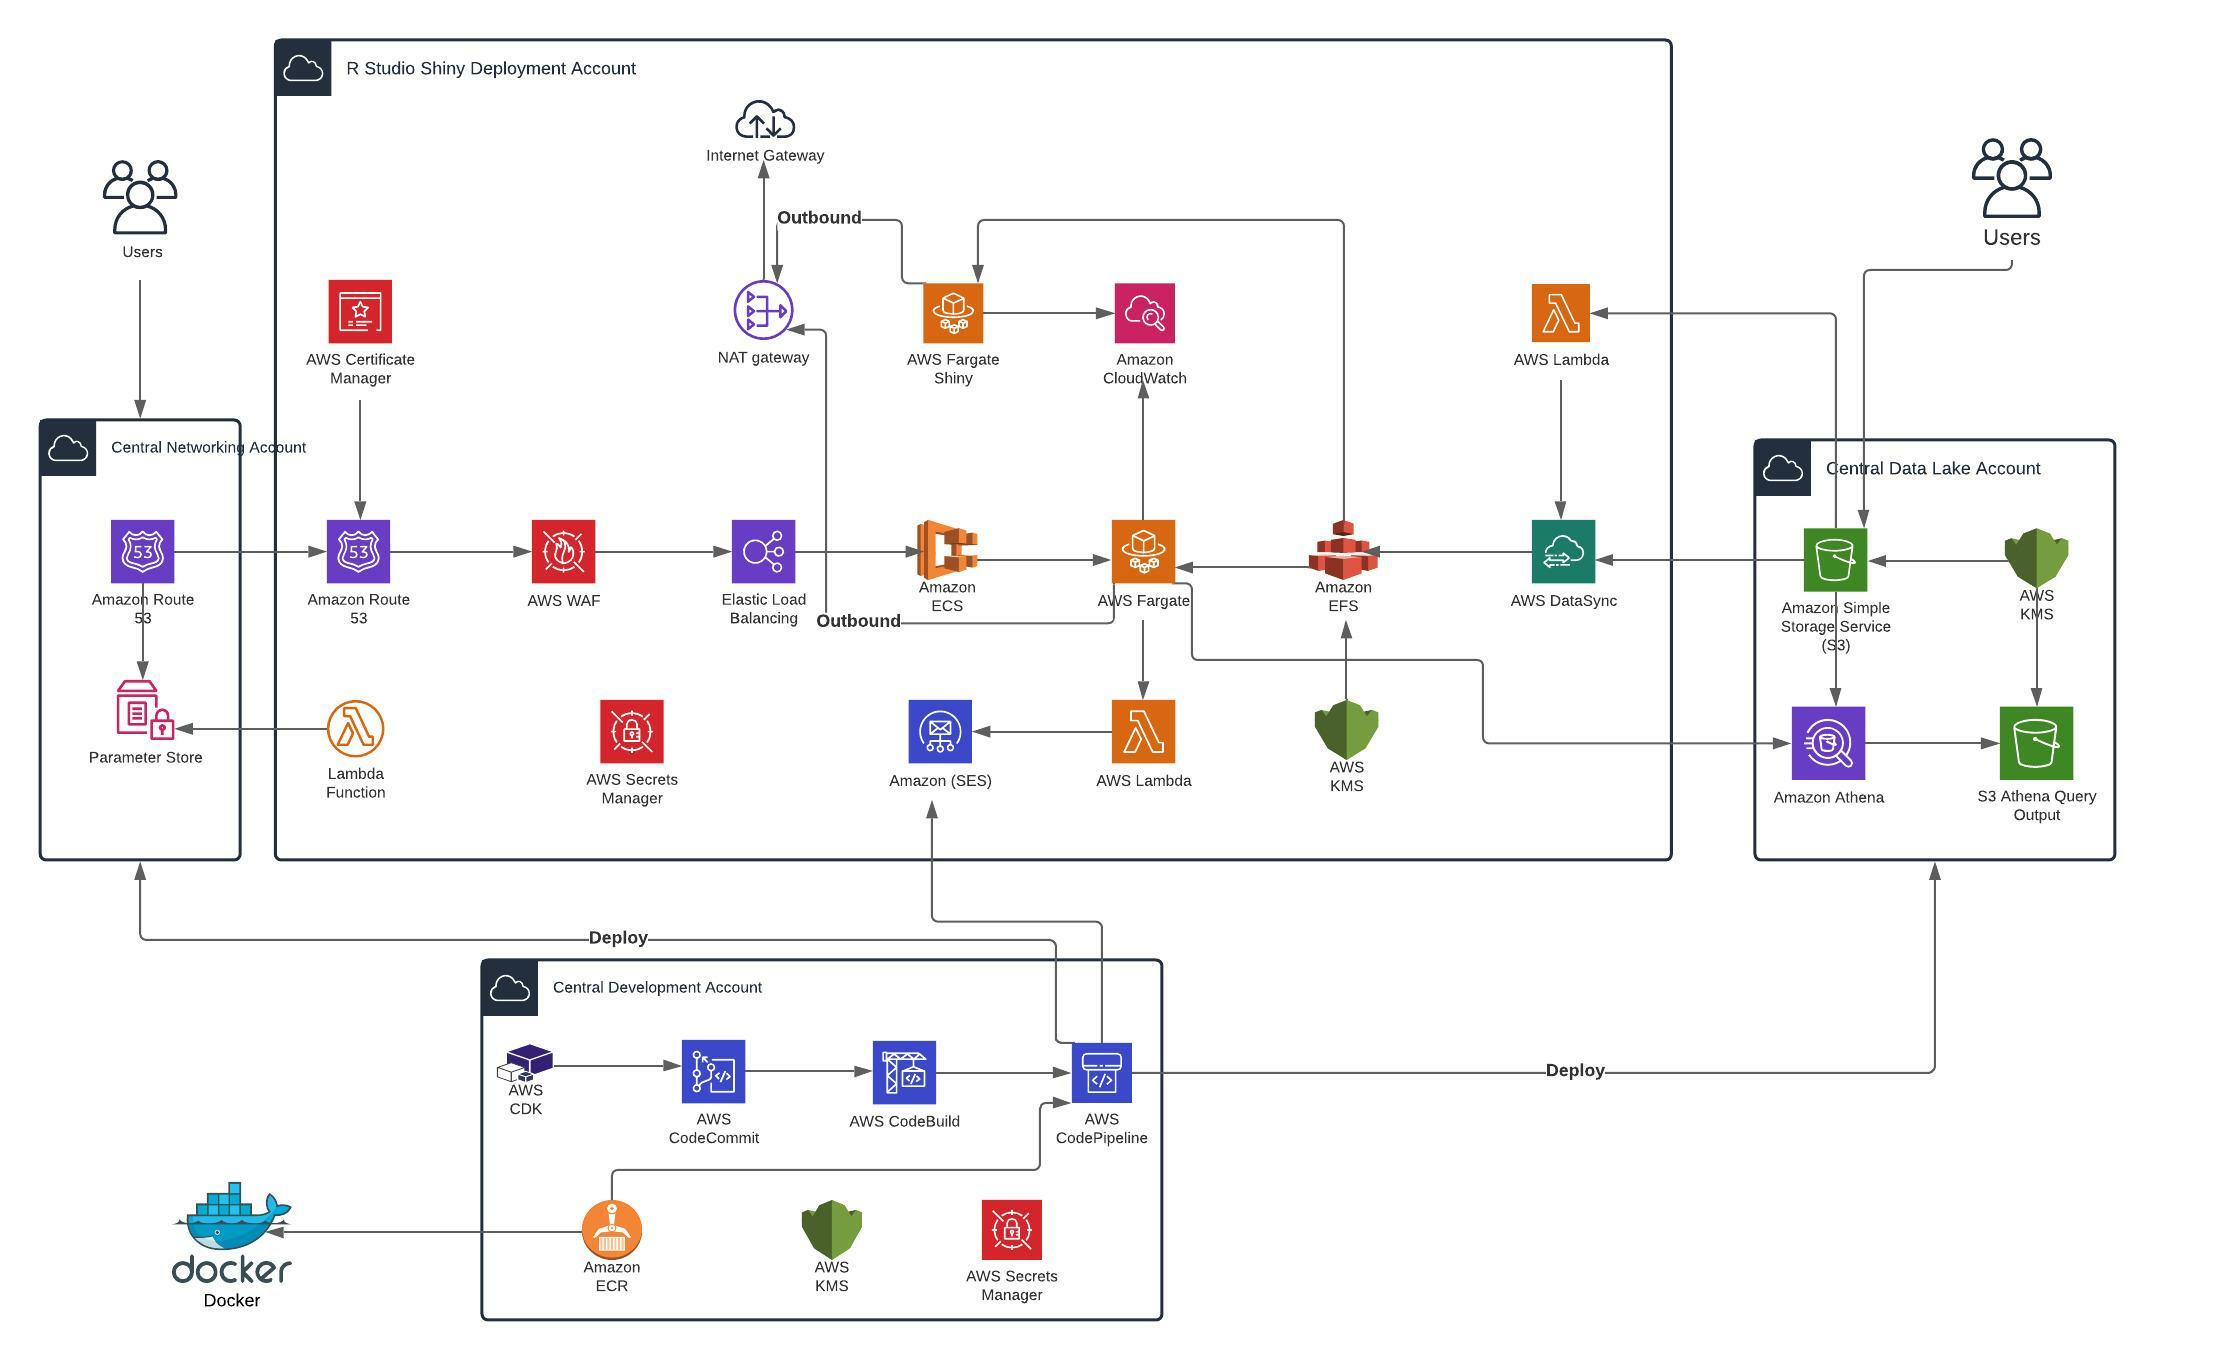 R Studio Shiny Deployment Account
Internet Gateway
Outbound
Users
Users
NAT gateway
AWS Fargate
Shiny
Amazon
CloudWatch
AWS Lambda
AWS Certificate
Manager
Central Networking Account
Central Data Lake Account
53
53
Amazon Route
53
Amazon Route
53
AWS WAF
Elastic Load
Balancing
Amazon
ECS
AWS Fargate
Amazon
EFS
AWS DataSync
Amazon Simple
Storage Service
(S3)
AWS
KMS
Outbound
Parameter Store
Lambda
Function
AWS Secrets
Manager
Amazon (SES)
AWS Lambda
AWS
KMS
Amazon Athena
S3 Athena Query
Output
Deploy
Central Development Account
Deploy
AWS
CDK
AWS
CodeCommit
AWS CodeBuild
AWS
CodePipeline
docker
Docker
Amazon
ECR
AWS
KMS
AWS Secrets
Manager